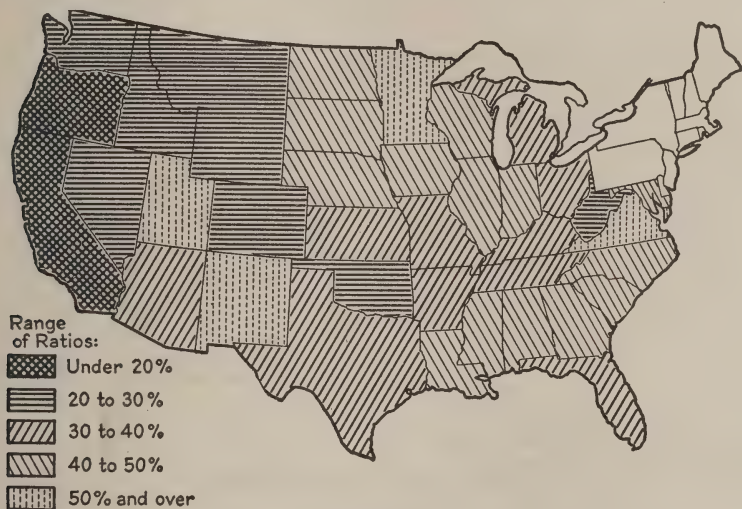 Range
of Ratios:
Under 20%
20 to 30%
30 to 40%
40 to 50%
50% and over